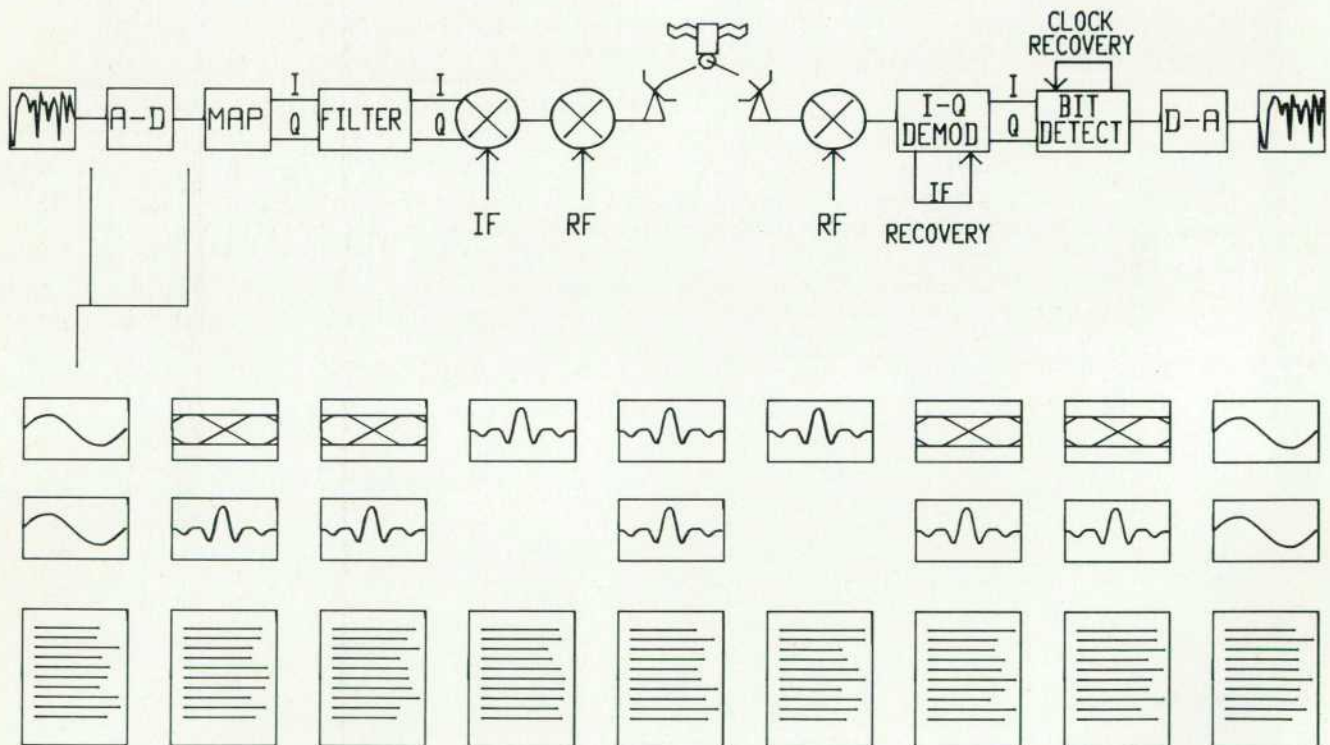 CLOCK
RECOVERY
A-D
MAP
I
Q
FILTER
I
Q
I-Q
DEMOD
I
Q
BIT
DETECT
D-A
IF
RF
RF
IF
RECOVERY